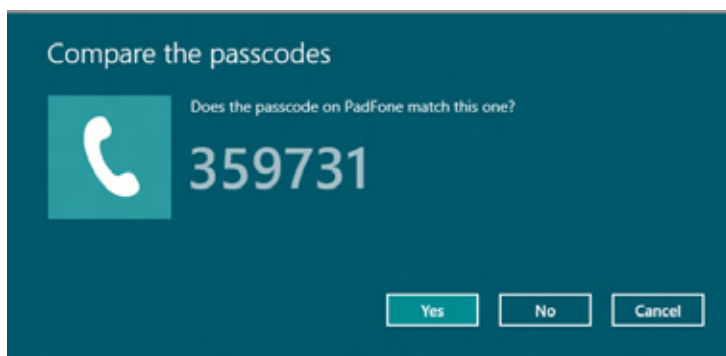 Compare the passcodes
Does the passcode on PadFone match this one?
359731
Yes No Cancel